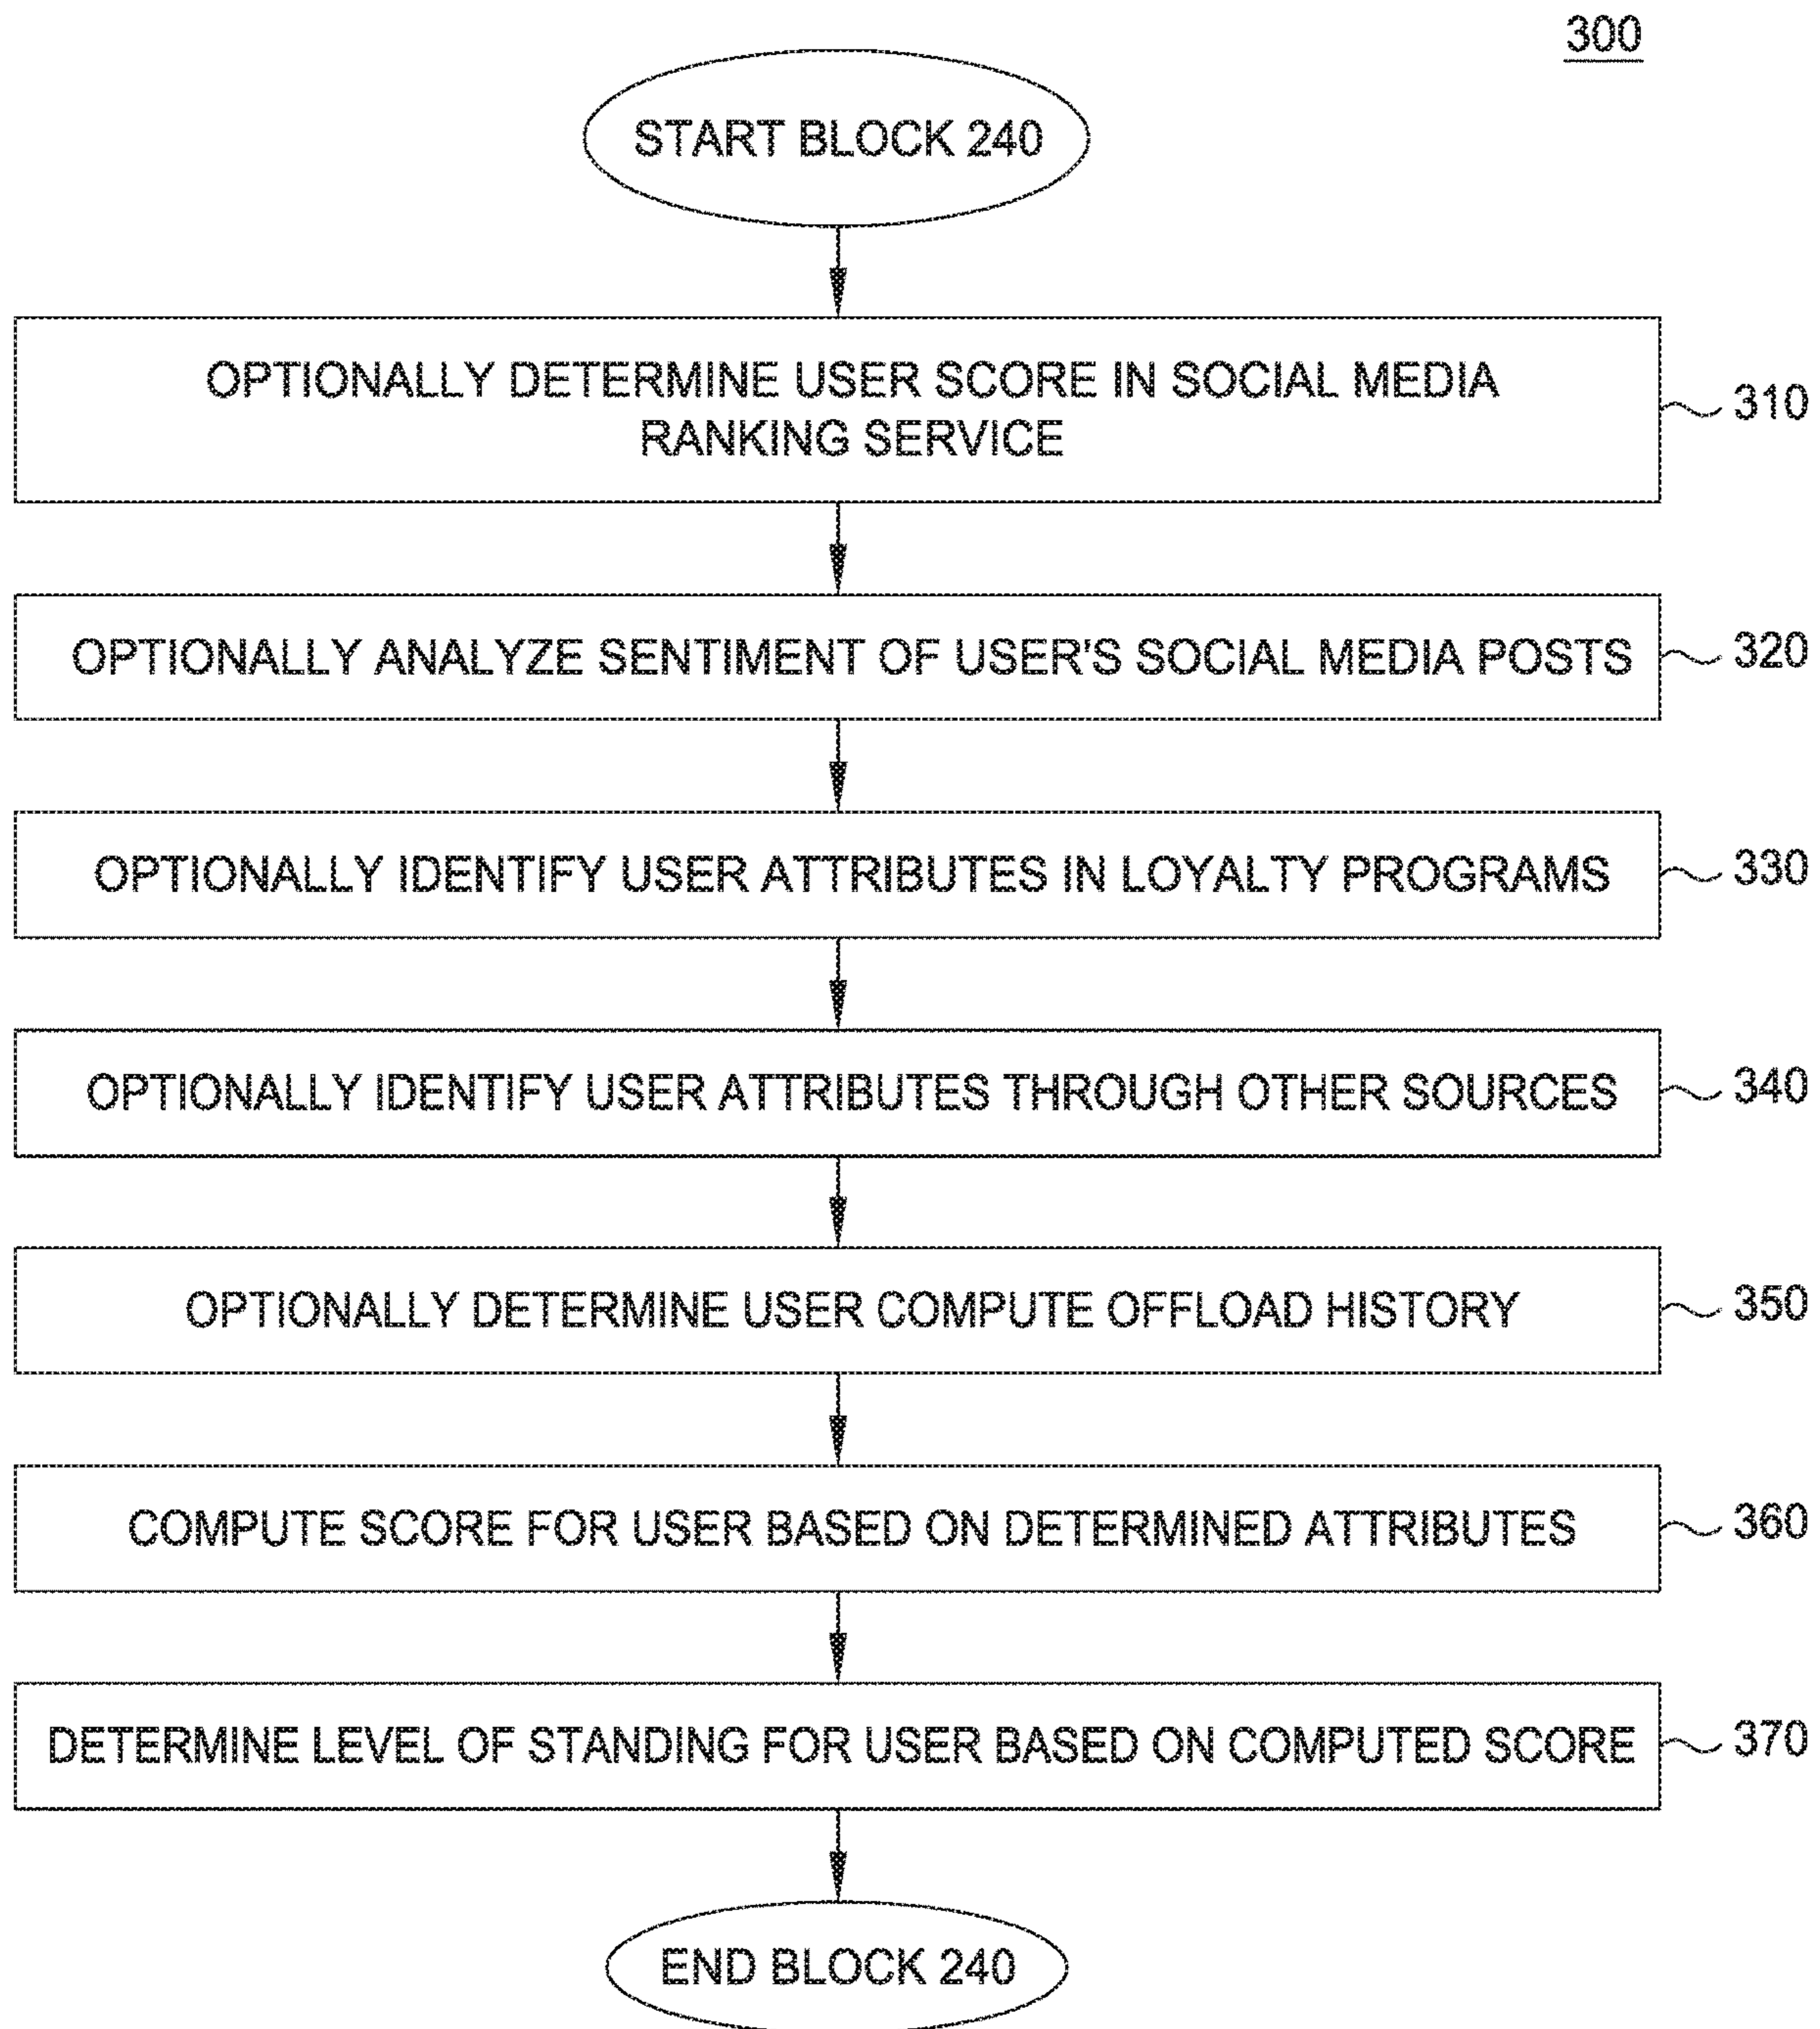 300
START BLOCK 240
OPTIONALLY DETERMINE USER SCORE IN SOCIAL MEDIA
RANKING SERVICE
310
OPTIONALLY ANALYZE SENTIMENT OF USER'S SOCIAL MEDIA POSTS
320
OPTIONALLY IDENTIFY USER ATTRIBUTES IN LOYALTY PROGRAMS
330
OPTIONALLY IDENTIFY USER ATTRIBUTES THROUGH OTHER SOURCES
340
OPTIONALLY DETERMINE USER COMPUTE OFFLOAD HISTORY
350
COMPUTE SCORE FOR USER BASED ON DETERMINED ATTRIBUTES
360
DETERMINE LEVEL OF STANDING FOR USER BASED ON COMPUTED SCORE
370
END BLOCK 240